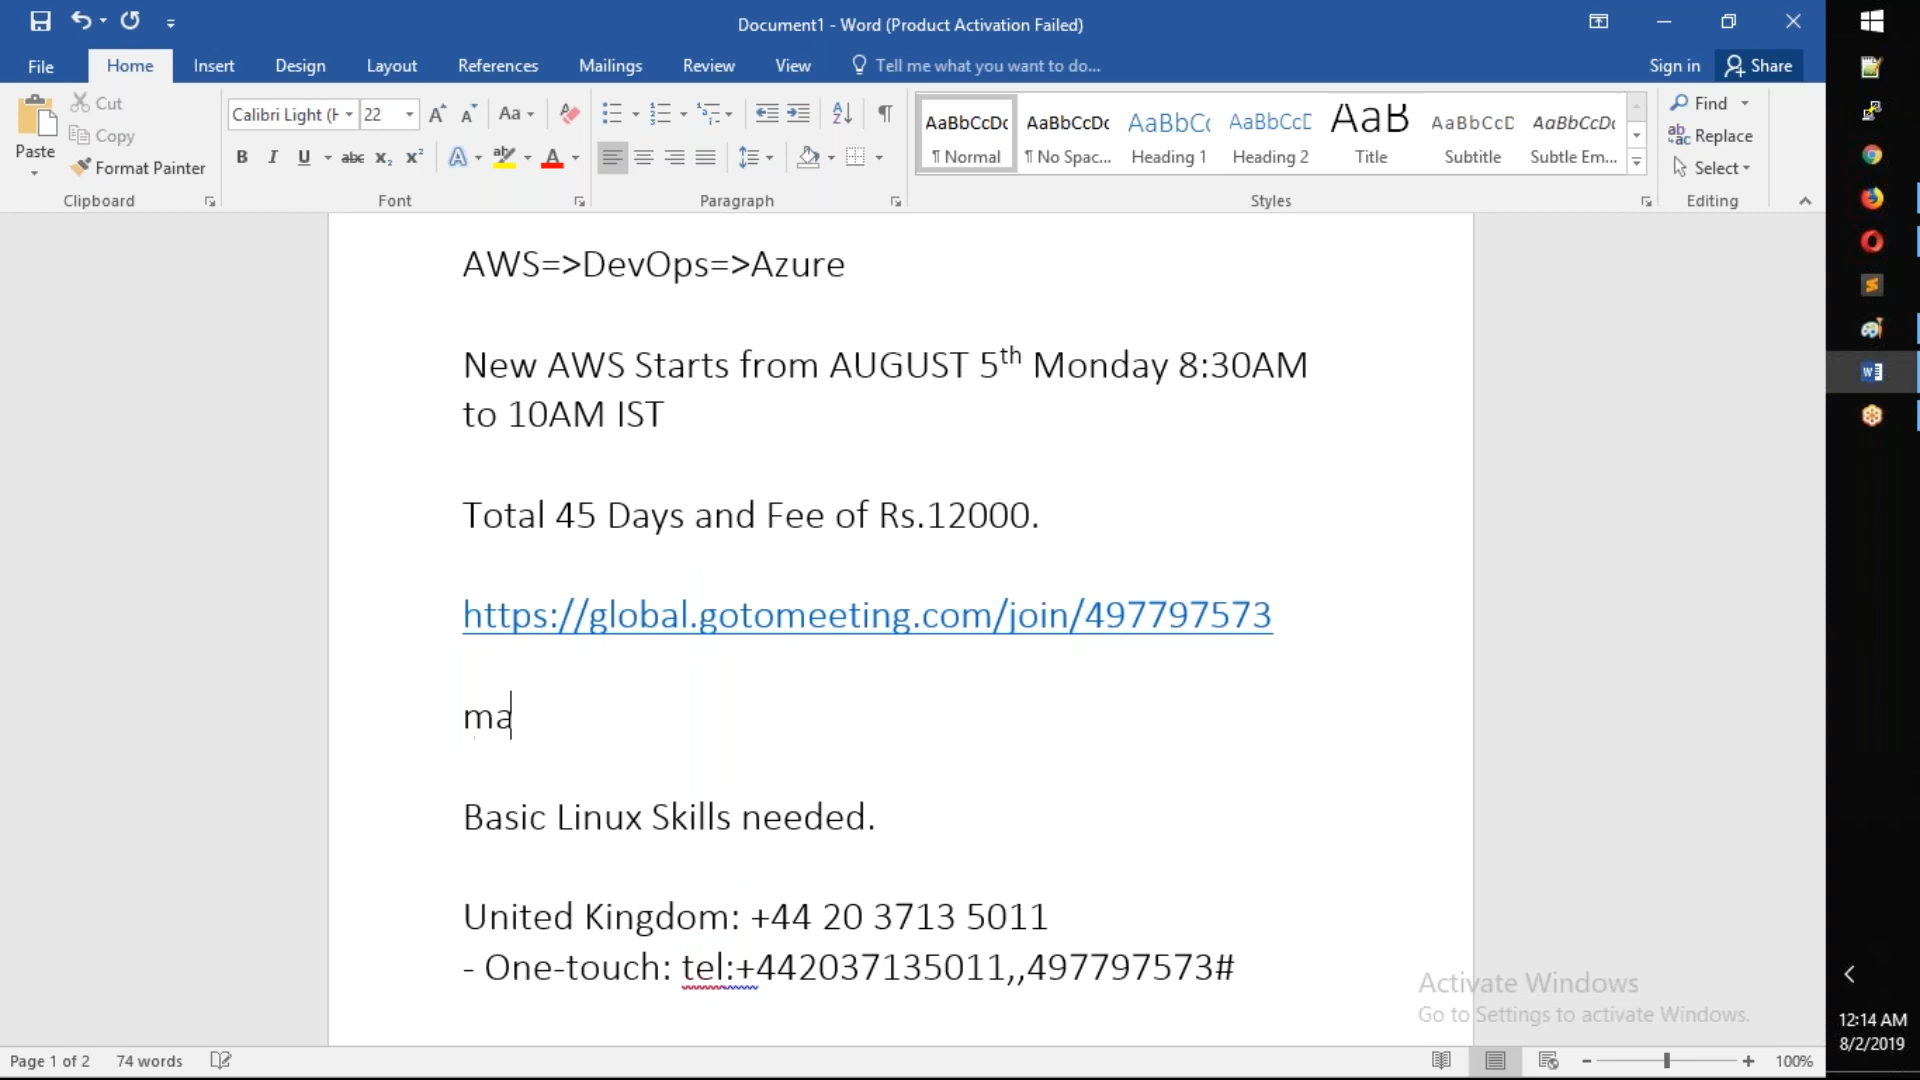 Document1 - Word (Product Activation Failed)
File Home Insert Design Layout References Mailings Review View Tell me what you want to do... Sign in Share
Paste
Cut
Copy
Format Painter
Clipboard
Calibri Light (H 22
Font
Paragraph
AaBbCcDc AaBbCcDc AaBbCc AaBbCcD AaB AaBbCcD AaBbCcDc
¶ Normal ¶ No Spac... Heading 1 Heading 2 Title Subtitle Subtle Em...
Styles
Find
Replace
Select
Editing
AWS=>DevOps=>Azure
New AWS Starts from AUGUST 5th Monday 8:30AM
to 10AM IST
Total 45 Days and Fee of Rs.12000.
https://global.gotomeeting.com/join/497797573
ma
Basic Linux Skills needed.
United Kingdom: +44 20 3713 5011
- One-touch: tel:+442037135011,,497797573#
Activate Windows
Go to Settings to activate Windows.
Page 1 of 2 74 words
100%
12:14 AM
8/2/2019